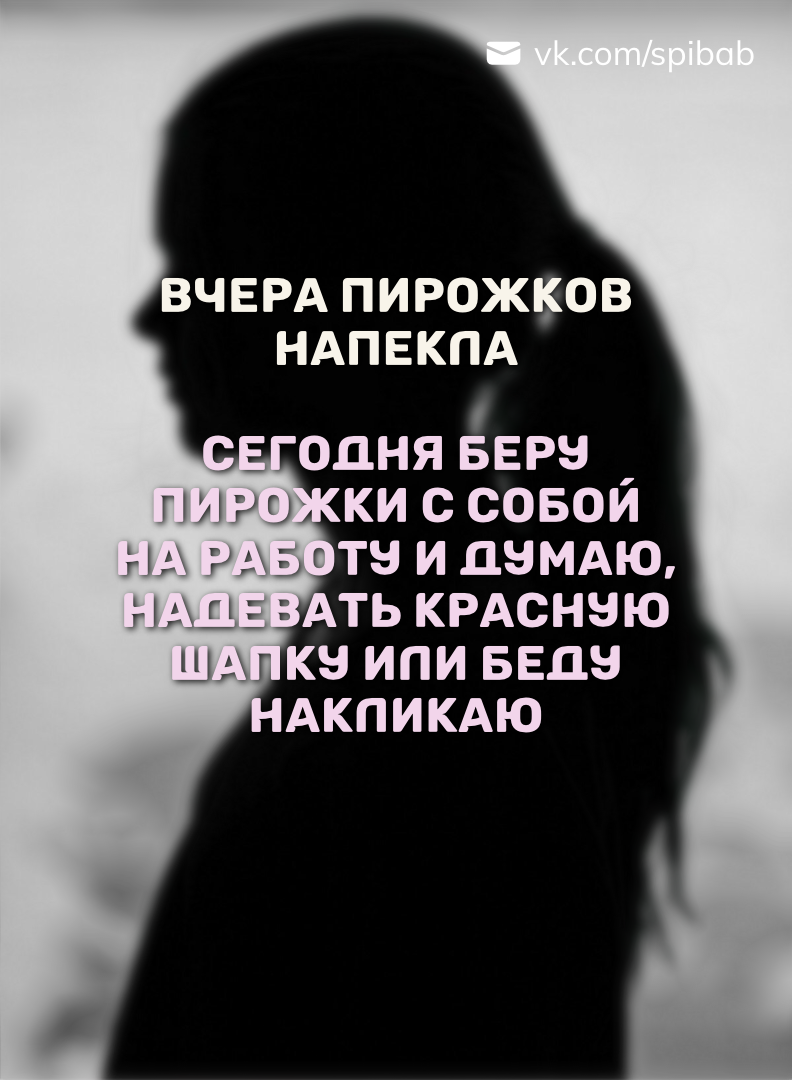 vk.com/spibab
ВЧЕРА ПИРОЖКОВ
НАПЕКЛА
СЕГОДНЯ БЕРУ
ПИРОЖКИ С СОБОЙ
НА РАБОТУ И ДУМАЮ,
НАДЕВАТЬ КРАСНУЮ
ШАПКУ ИЛИ БЕДУ
НАКЛИКАЮ